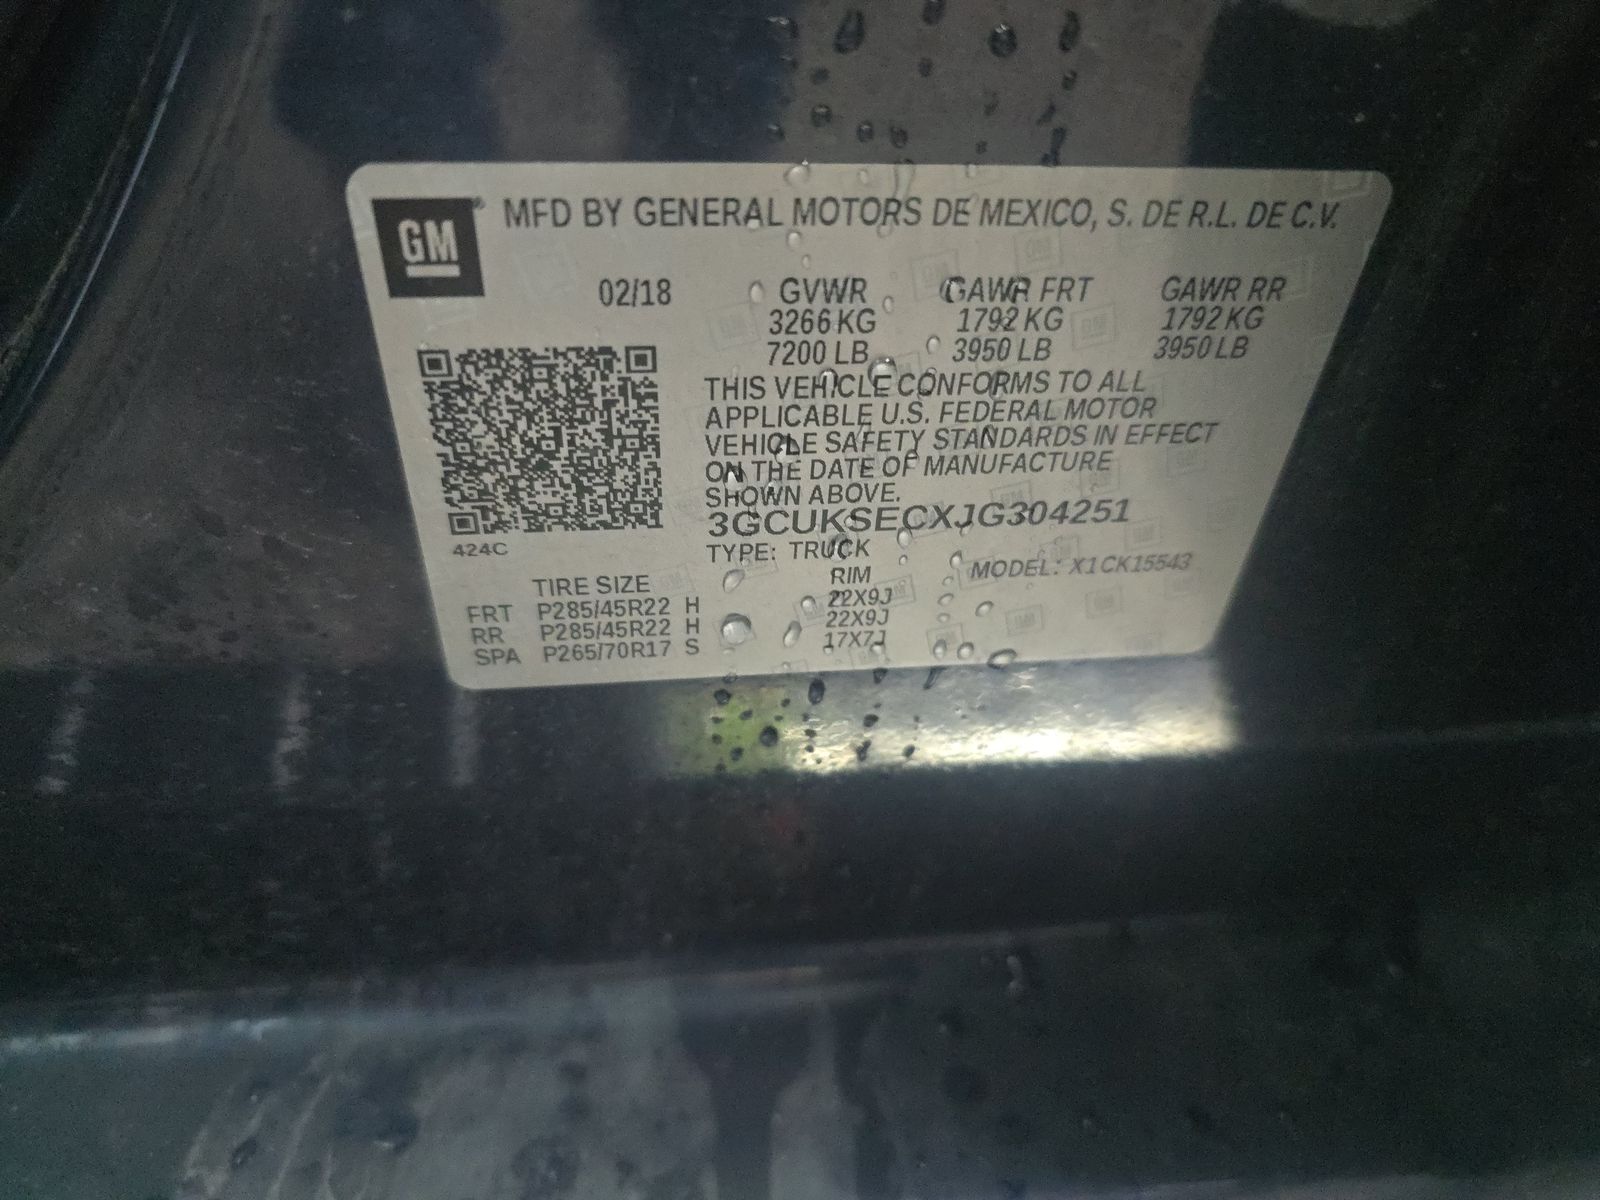 GM
MFD BY GENERAL MOTORS DE MEXICO, S. DE R.L. DE C.V.
02/18 GVWR GAWR FRT GAWR RR
3266 KG 1792 KG 1792 KG
7200 LB 3950 LB 3950 LB
THIS VEHICLE CONFORMS TO ALL
APPLICABLE U.S. FEDERAL MOTOR
VEHICLE SAFETY STANDARDS IN EFFECT
ON THE DATE OF MANUFACTURE
SHOWN ABOVE.
3GCUKSECXJG304251
424C
TYPE: TRUCK
MODEL: X1CK15543
TIRE SIZE RIM
FRT P285/45R22 H 22X9J
RR P285/45R22 H 22X9J
SPA P265/70R17 S 17X7J